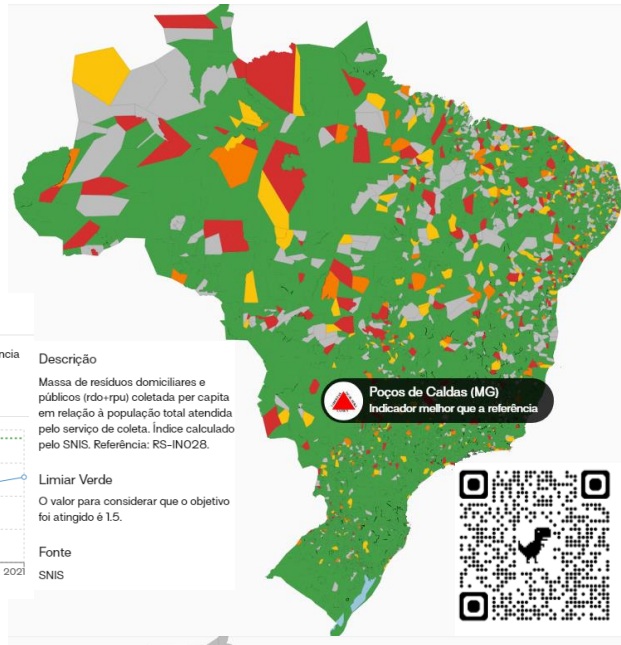 Poços de Caldas (MG)
Indicador melhor que a referência
ncia
Descrição
Massa de resíduos domiciliares e
públicos (rdo+rpu) coletada per capita
em relação à população total atendida
pelo serviço de coleta. Índice calculado
pelo SNIS. Referência: RS-IN028.
Limiar Verde
O valor para considerar que o objetivo
foi atingido é 1.5.
Fonte
SNIS
2021